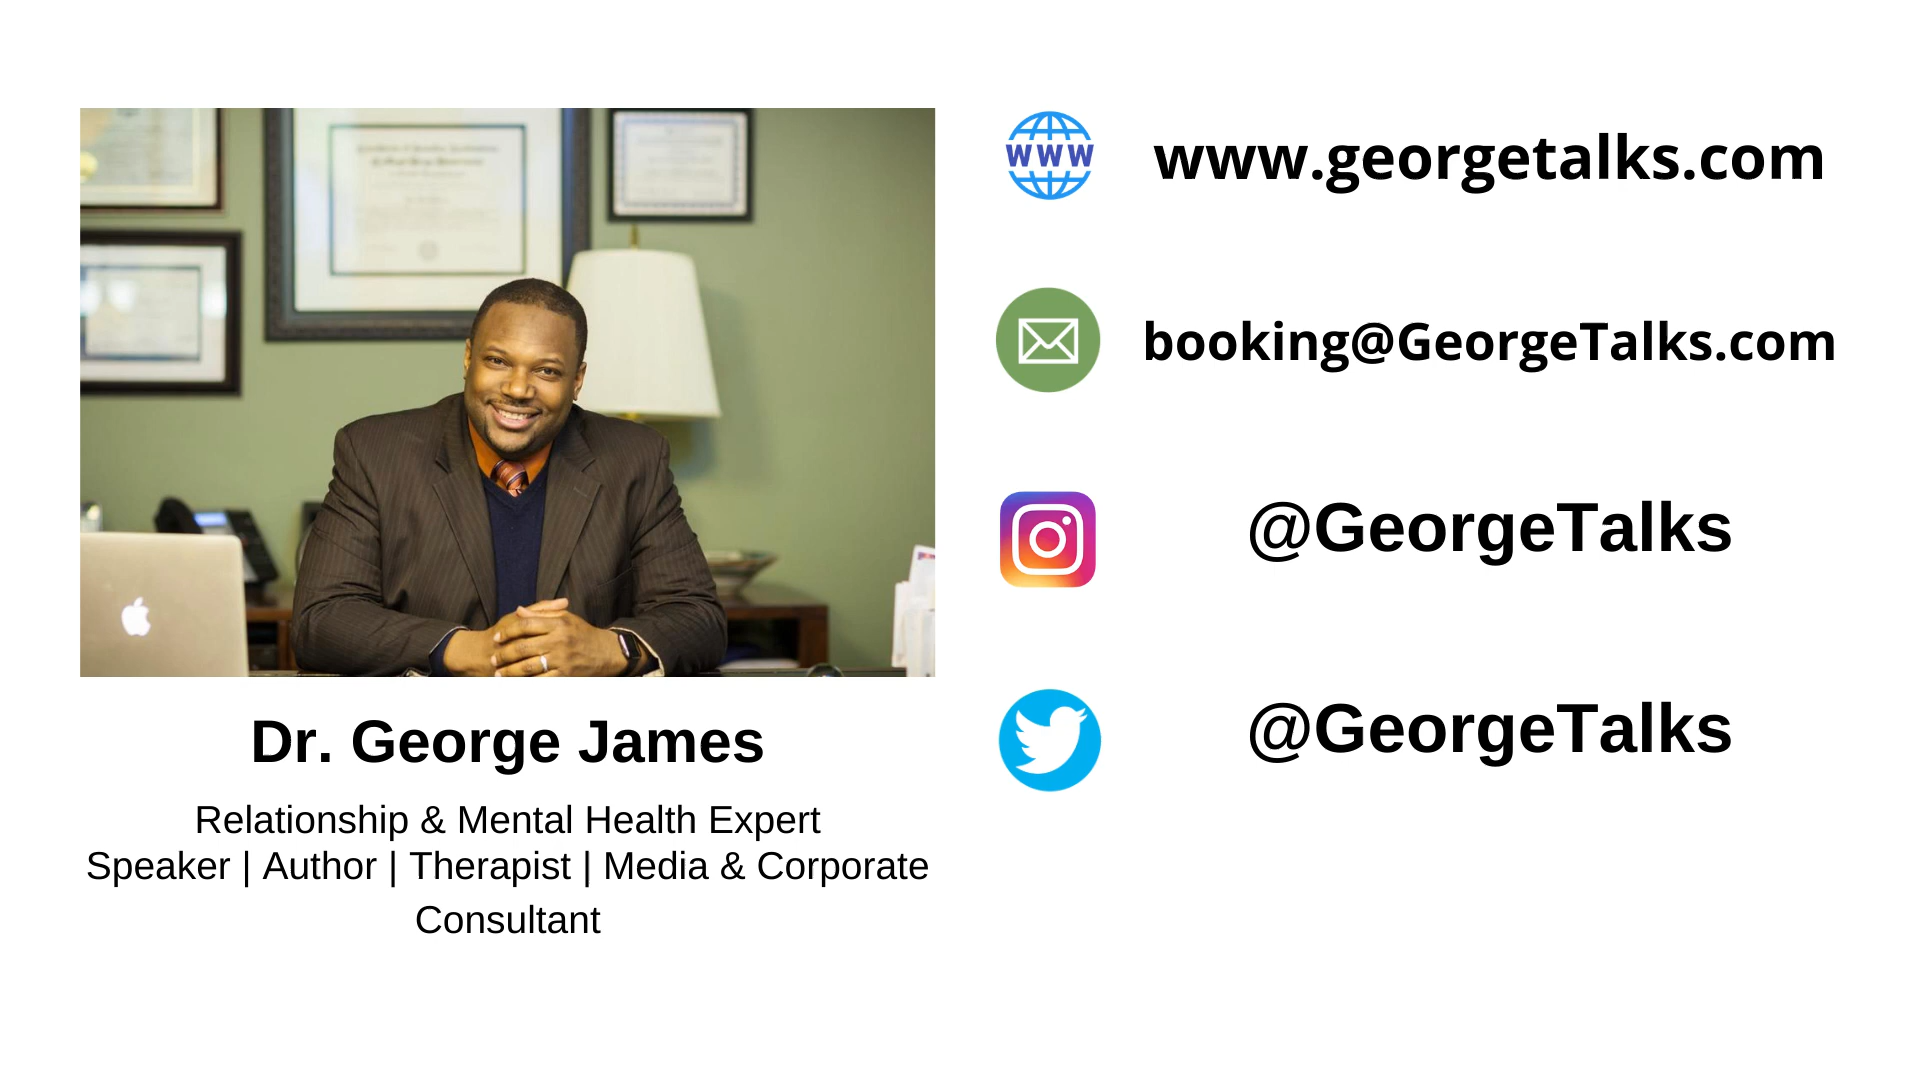 www
www.georgetalks.com
booking@GeorgeTalks.com
@GeorgeTalks
@GeorgeTalks
Dr. George James
Relationship & Mental Health Expert
Speaker | Author | Therapist | Media & Corporate
Consultant